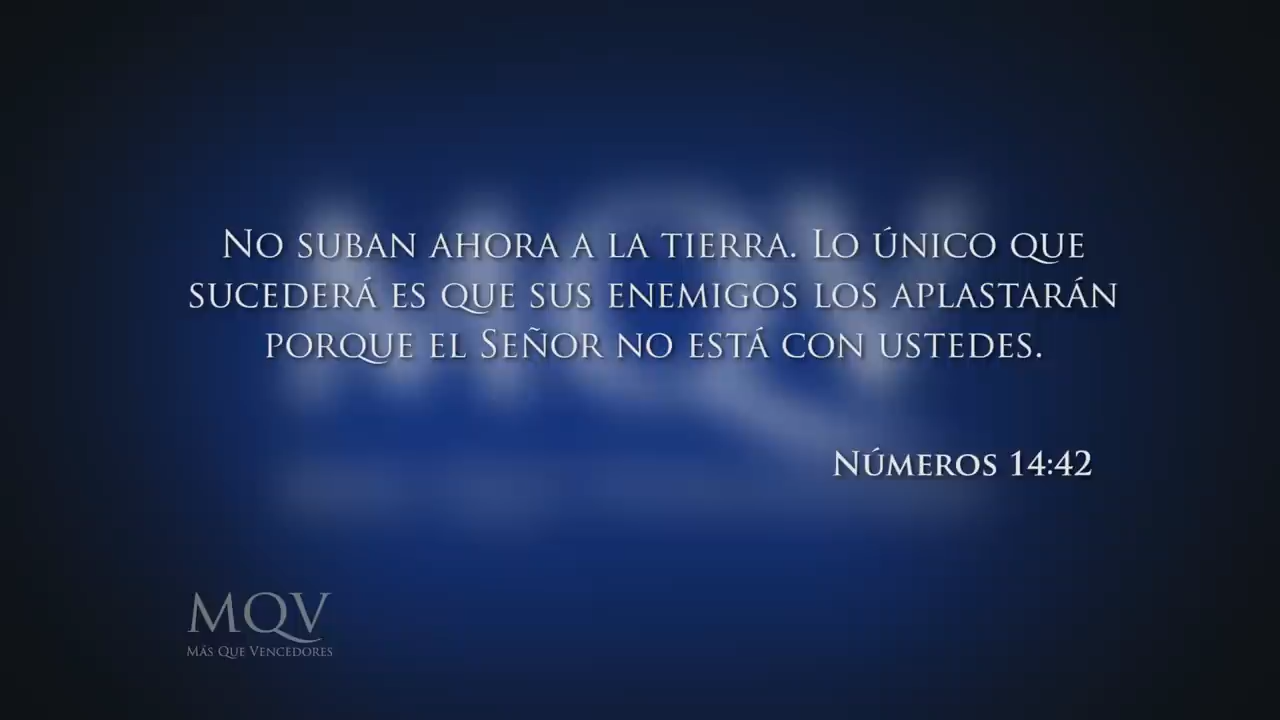 No suban ahora a la tierra. Lo único que
sucederá es que sus enemigos los aplastarán
porque el Señor no está con ustedes.
Números 14:42
MQV
Más Que Vencedores